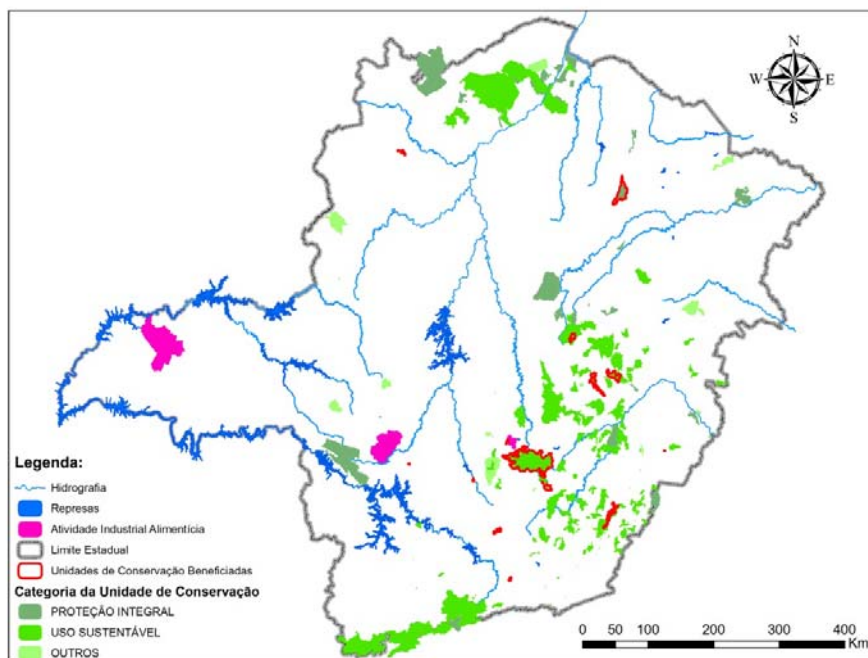 N
W E
S
Legenda:
Hidrografia
Represas
Atividade Industrial Alimentícia
Limite Estadual
Unidades de Conservação Beneficiadas
Categoria da Unidade de Conservação
PROTEÇÃO INTEGRAL
USO SUSTENTÁVEL
OUTROS
0 50 100 200 300 400
Km